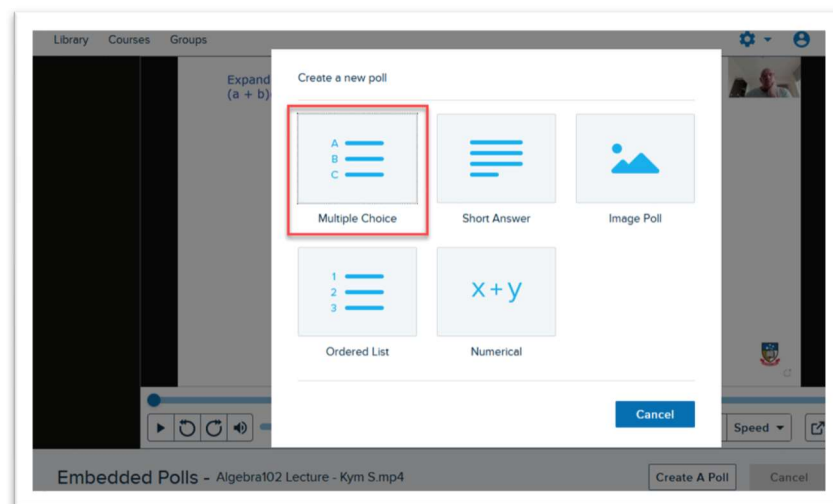 Library Courses Groups
Expand
(a + b)
Create a new poll
A
B
C
Multiple Choice
Short Answer
Image Poll
1
2
3
x+y
Ordered List
Numerical
Cancel
Speed
Embedded Polls - Algebra102 Lecture - Kym S.mp4
Create A Poll
Cancel